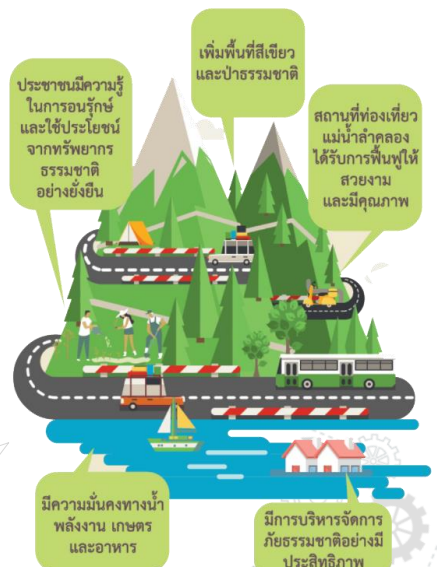 เพิ่มพื้นที่สีเขียว
และป่าธรรมชาติ
ประชาชนมีความรู้
ในการอนุรักษ์
และใช้ประโยชน์
จากทรัพยากร
ธรรมชาติ
อย่างยั่งยืน
สถานที่ท่องเที่ยว
แม่น้ำลำคลอง
ได้รับการฟื้นฟูให้
สวยงาม
และมีคุณภาพ
มีความมั่นคงทางน้ำ
พลังงาน เกษตร
และอาหาร
มีการบริหารจัดการ
ภัยธรรมชาติอย่างมี
ประสิทธิภาพ